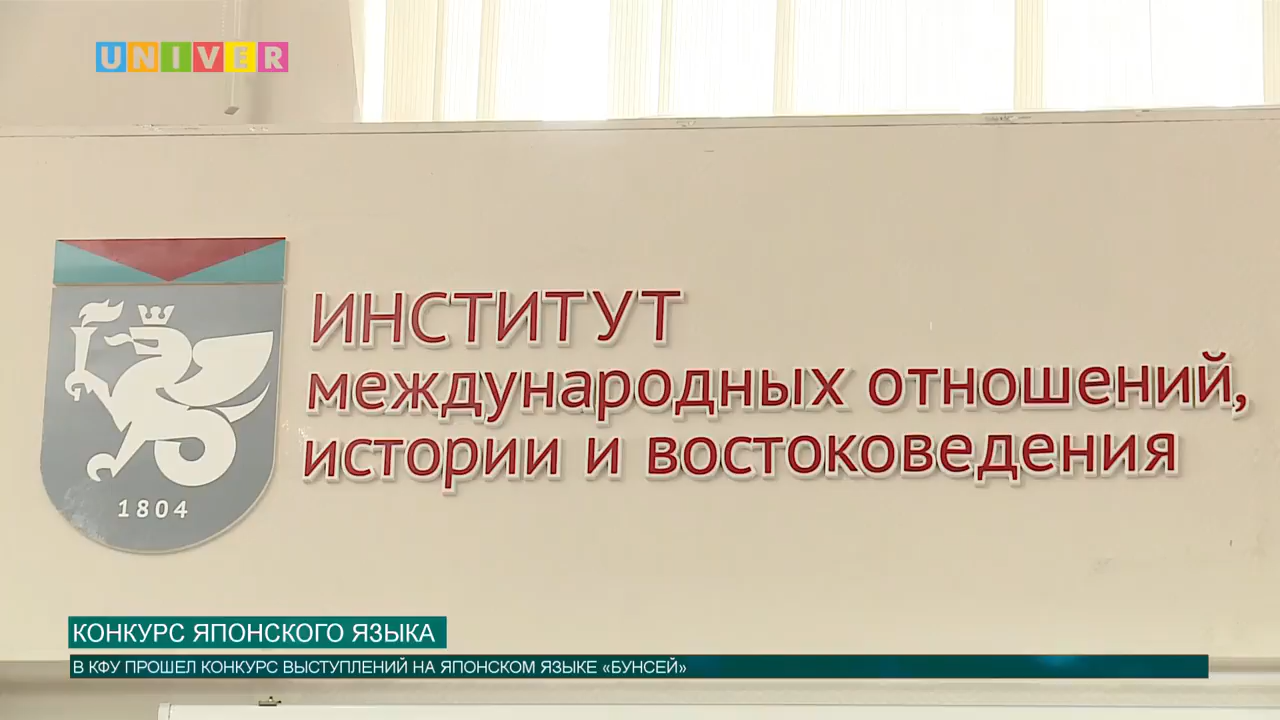 UNIVER
ИНСТИТУТ
международных отношений,
истории и востоковедения
1804
КОНКУРС ЯПОНСКОГО ЯЗЫКА
В КФУ ПРОШЕЛ КОНКУРС ВЫСТУПЛЕНИЙ НА ЯПОНСКОМ ЯЗЫКЕ «БУНСЕЙ»